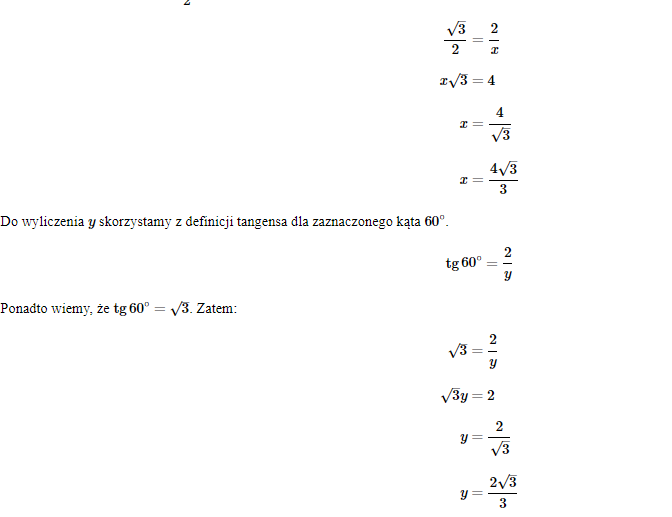 2
√3/2 = 2/x
x√3 = 4
x = 4/√3
x = 4√3/3
Do wyliczenia y skorzystamy z definicji tangensa dla zaznaczonego kąta 60°.
tg 60° = 2/y
Ponadto wiemy, że tg 60° = √3. Zatem:
√3 = 2/y
√3y = 2
y = 2/√3
y = 2√3/3